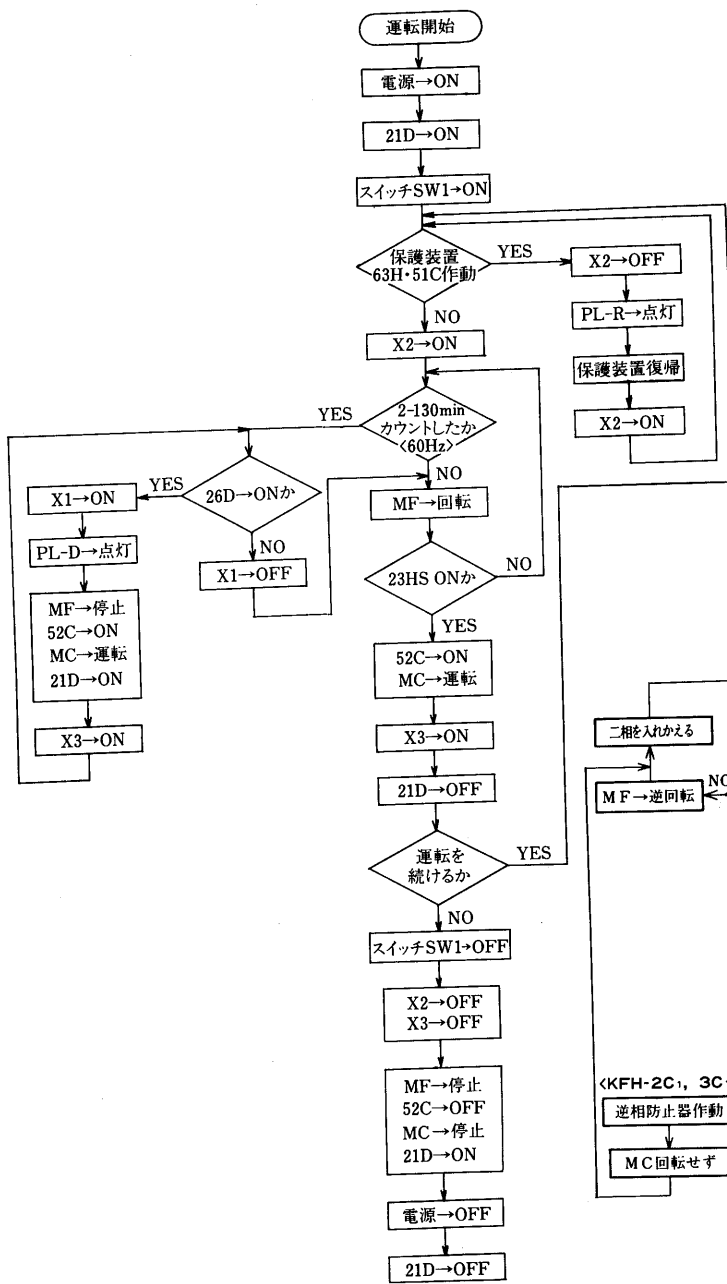 運転開始
電源→ON
21D→ON
スイッチSW1→ON
保護装置
63H・51C作動
YES
NO
X2→OFF
PL-R→点灯
保護装置復帰
X2→ON
X2→ON
2-130min
カウントしたか
<60Hz>
YES
NO
26D→ONか
YES
NO
X1→ON
PL-D→点灯
MF→停止
52C→ON
MC→運転
21D→ON
X3→ON
X1→OFF
MF→回転
23HS ONか
NO
YES
52C→ON
MC→運転
X3→ON
21D→OFF
運転を
続けるか
YES
NO
スイッチSW1→OFF
X2→OFF
X3→OFF
MF→停止
52C→OFF
MC→停止
21D→ON
電源→OFF
21D→OFF
二相を入れかえる
MF→逆回転
NO
<KFH-2C₁, 3C
逆相防止器作動
MC回転せず